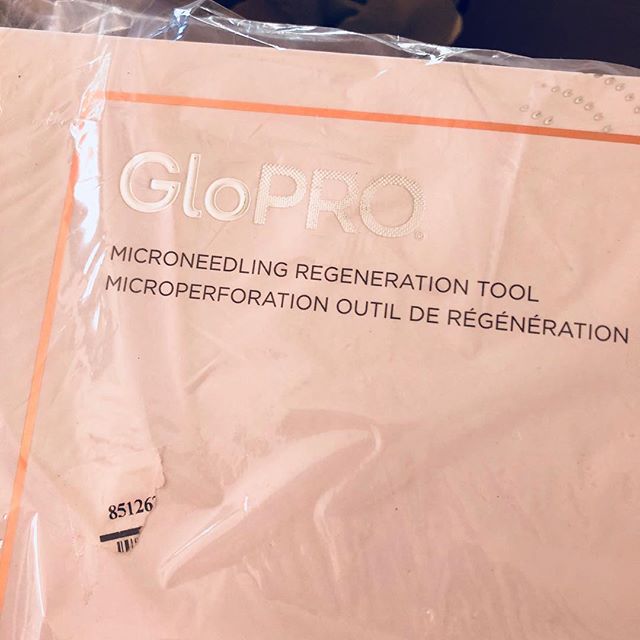 GloPRO®
MICRONEEDLING REGENERATION TOOL
MICROPERFORATION OUTIL DE RÉGÉNÉRATION